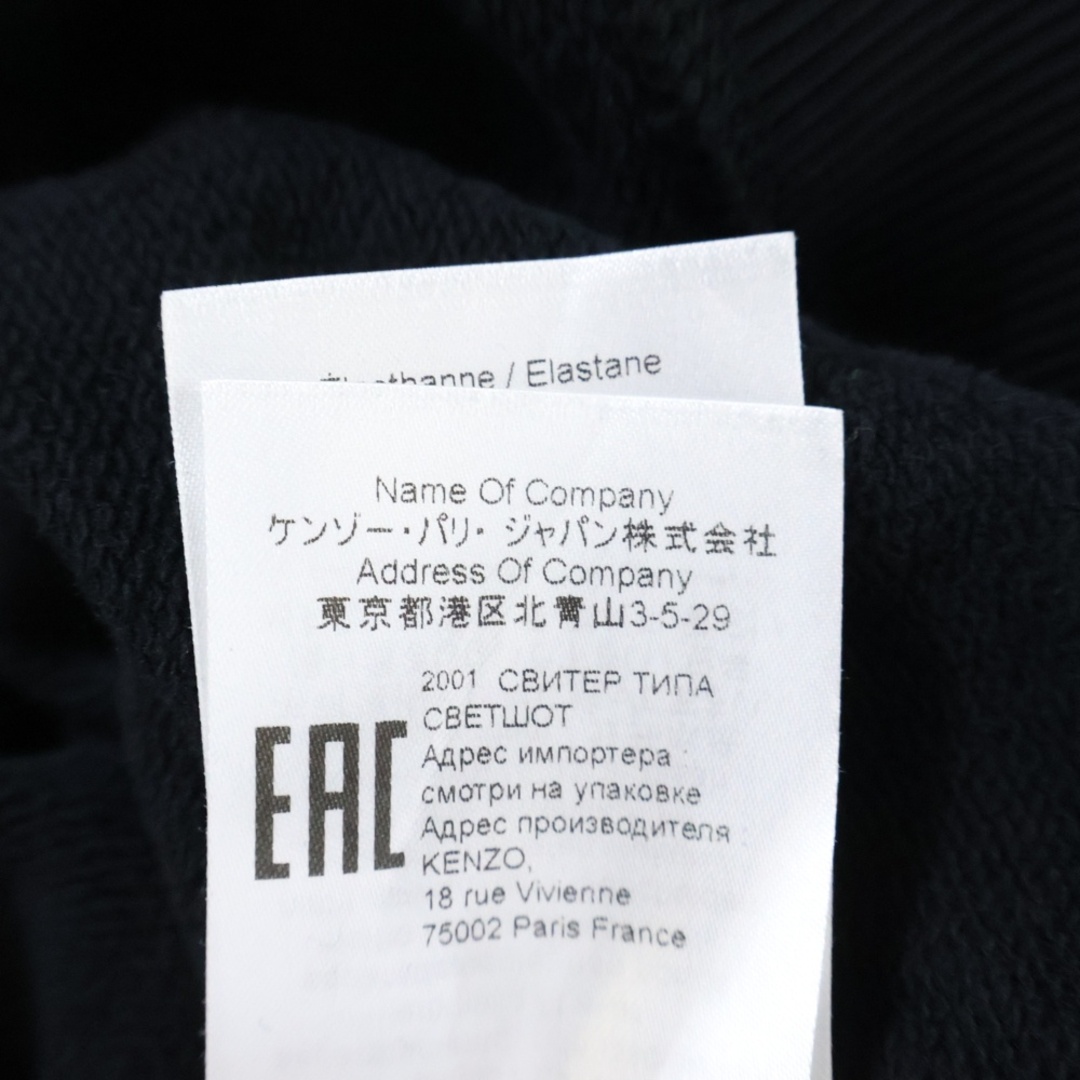 / Elastane
Name Of Company
ケンゾー・パリ・ジャパン株式会社
Address Of Company
東京都港区北青山3-5-29
EAC
2001 СВИТЕР ТИПА
СВЕТШОТ
Адрес импортера :
смотри на упаковке
Адрес производителя :
KENZO,
18 rue Vivienne
75002 Paris France